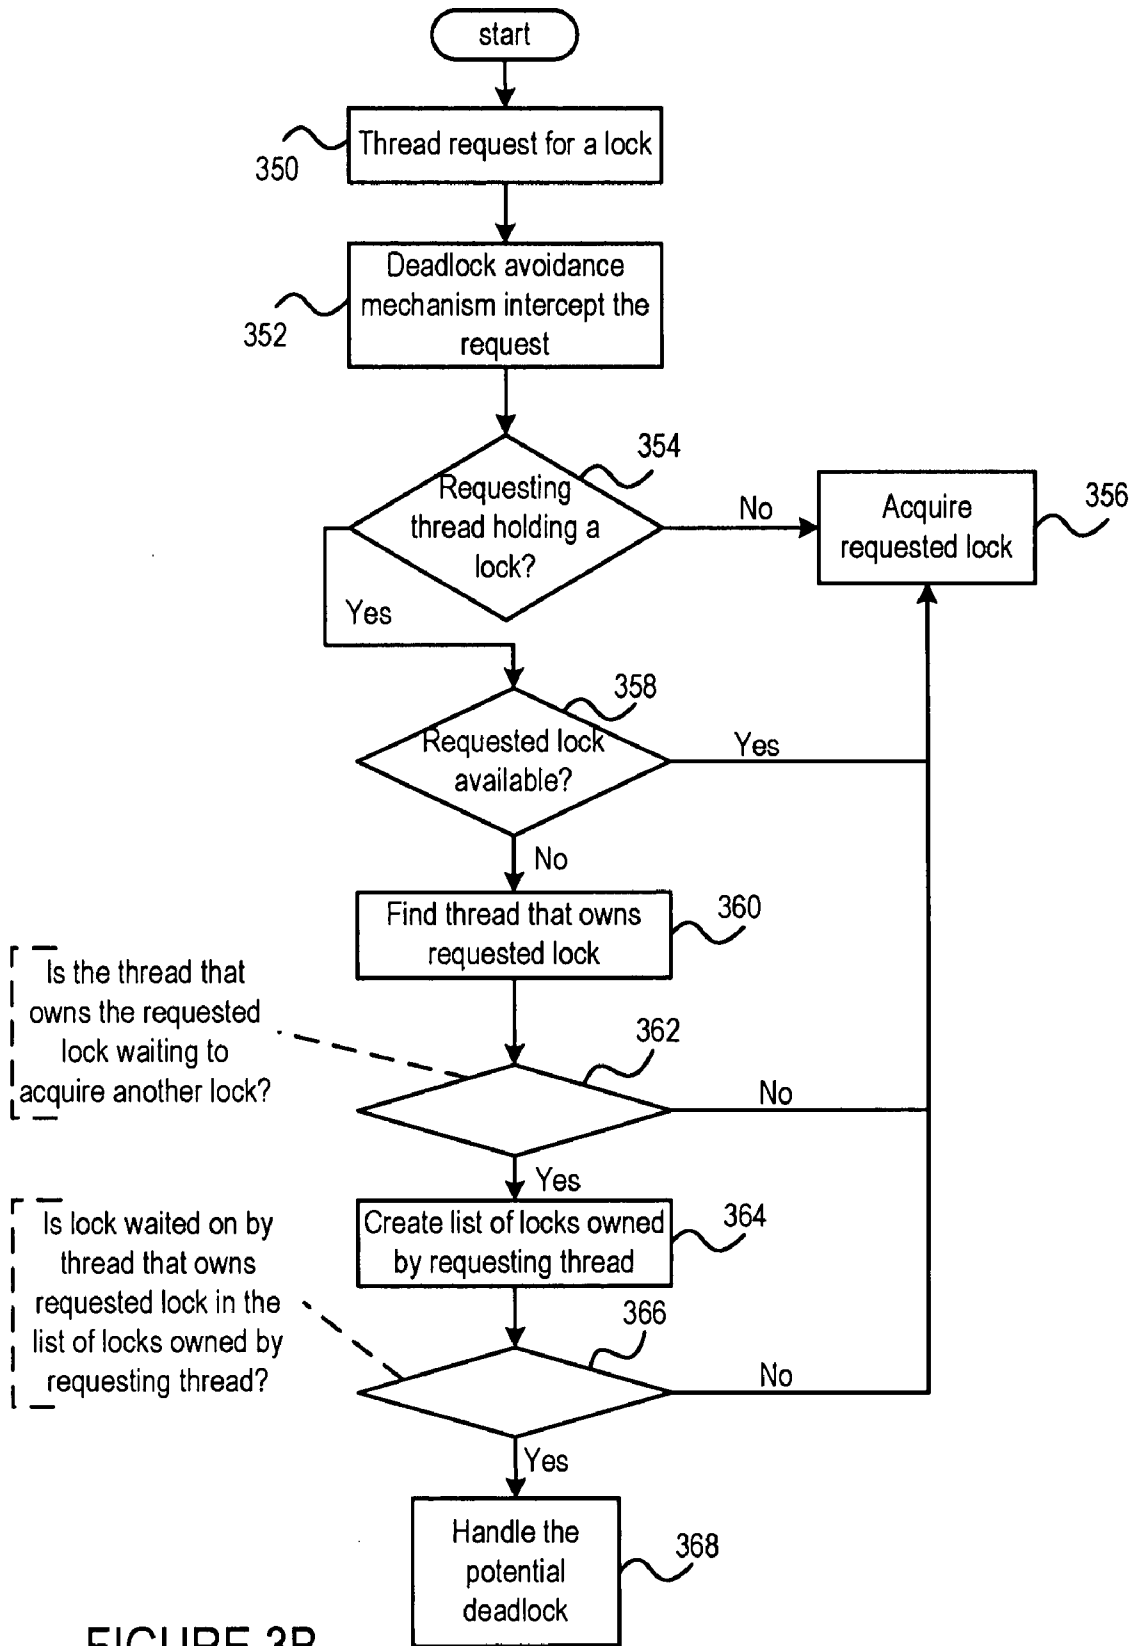 start
Thread request for a lock
350
Deadlock avoidance
mechanism intercept the
request
352
354
Requesting
thread holding a
lock?
No
Acquire
requested lock
356
Yes
358
Requested lock
available?
Yes
No
Find thread that owns
requested lock
360
Is the thread that
owns the requested
lock waiting to
acquire another lock?
362
No
Yes
Create list of locks owned
by requesting thread
364
Is lock waited on by
thread that owns
requested lock in the
list of locks owned by
requesting thread?
366
No
Yes
Handle the
potential
deadlock
368
FIGURE 3B